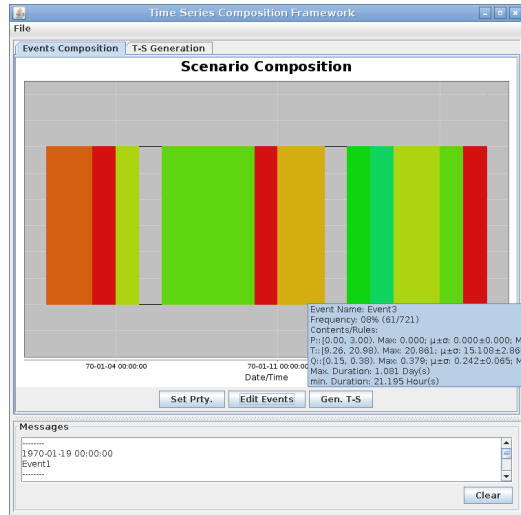 Time Series Composition Framework
File
Events Composition
T-S Generation
Scenario Composition
Event Name: Event3
Frequency: 08% (61/721)
Contents/Rules:
P::[0.00, 3.00). Max: 0.000; μ±σ: 0.000±0.000; M
T::[9.26, 20.98). Max: 20.861; μ±σ: 15.108±2.86
Q::[0.15, 0.38). Max: 0.379; μ±σ: 0.242±0.065; M
Max. Duration: 1.081 Day(s)
min. Duration: 21.195 Hour(s)
70-01-04 00:00:00
70-01-11 00:00:00
Date/Time
Set Prty.
Edit Events
Gen. T-S
Messages
--------
1970-01-19 00:00:00
Event1
--------
Clear